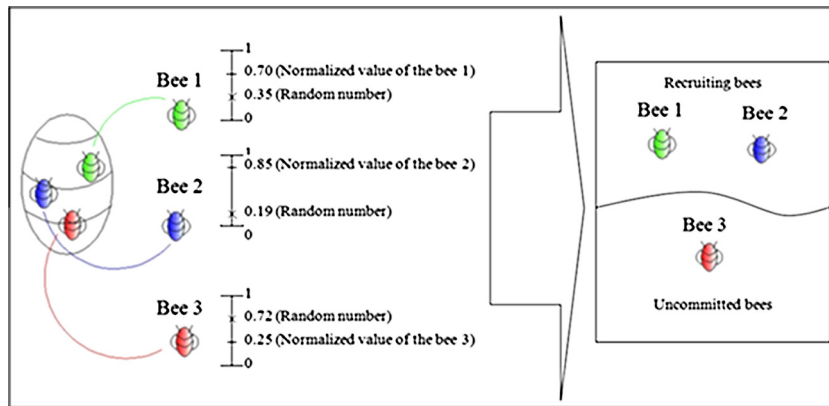 Bee 1
1
0.70 (Normalized value of the bee 1)
0.35 (Random number)
0
Bee 2
1
0.85 (Normalized value of the bee 2)
0.19 (Random number)
0
Bee 3
1
0.72 (Random number)
0.25 (Normalized value of the bee 3)
0
Recruiting bees
Bee 1 Bee 2
Bee 3
Uncommitted bees